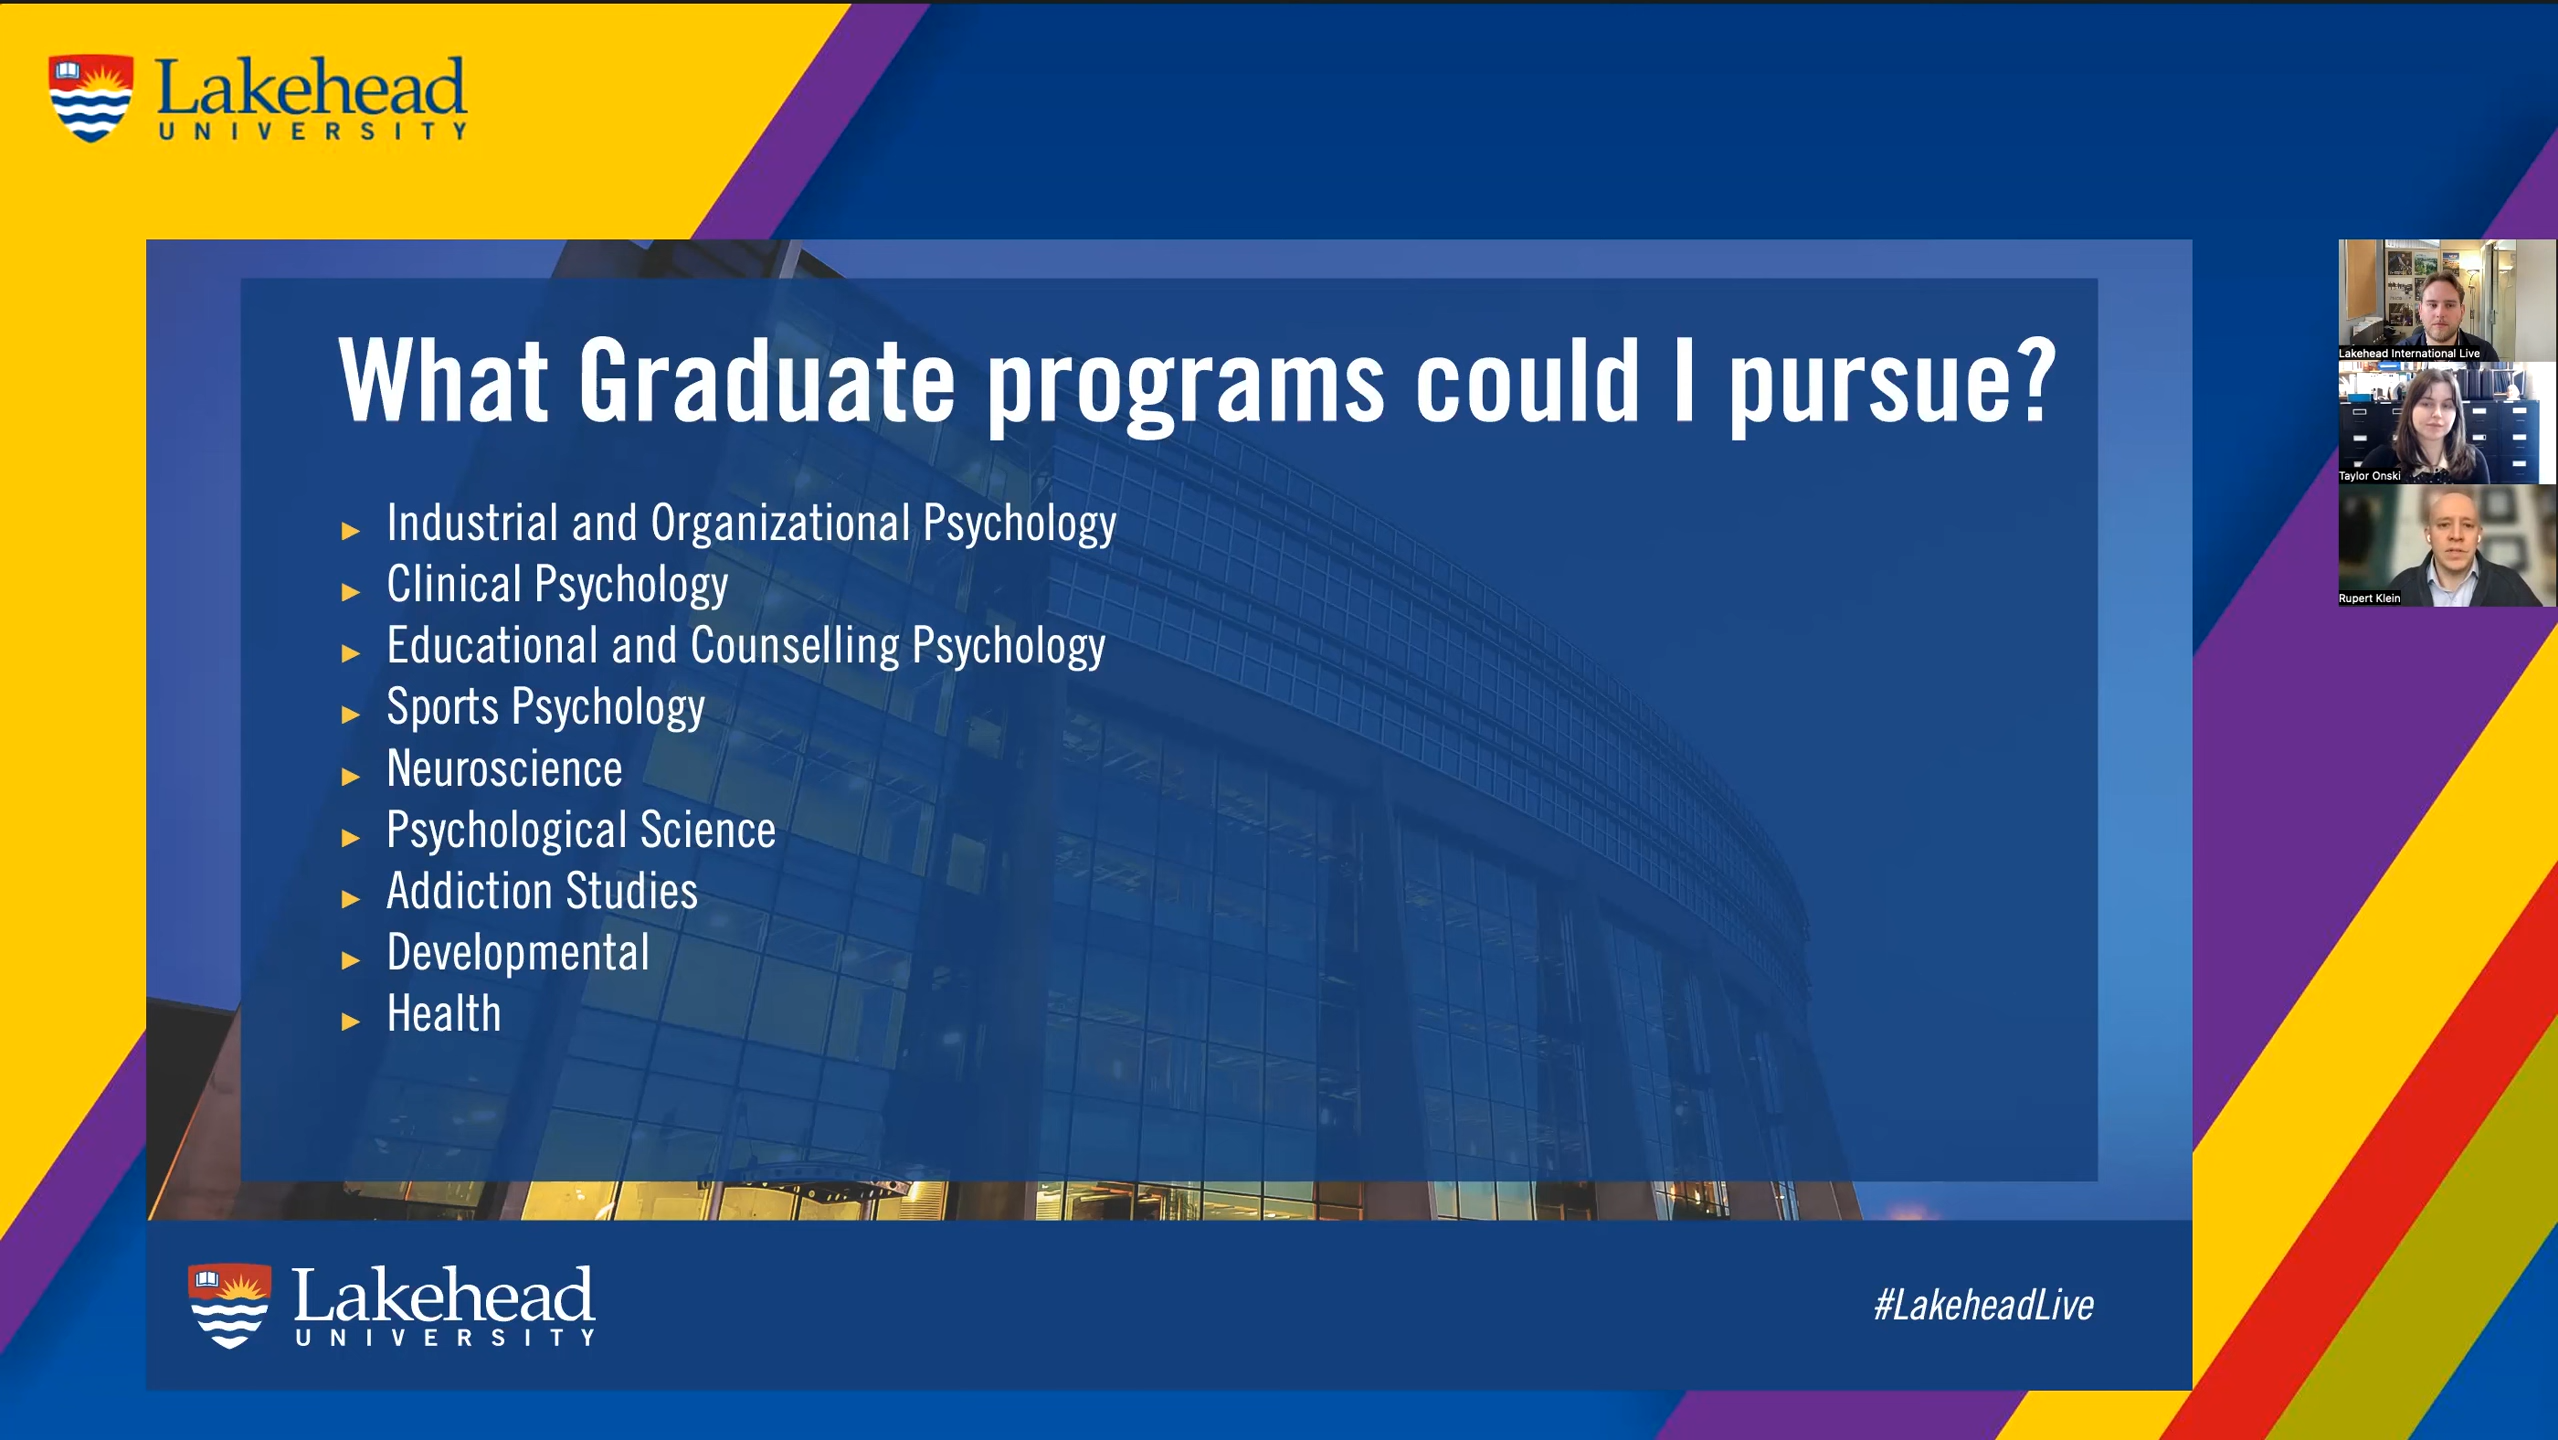 Lakehead
UNIVERSITY
What Graduate programs could I pursue?
► Industrial and Organizational Psychology
► Clinical Psychology
► Educational and Counselling Psychology
► Sports Psychology
► Neuroscience
► Psychological Science
► Addiction Studies
► Developmental
► Health
Lakehead
UNIVERSITY
#LakeheadLive
Lakehead International Live
Taylor Onski
Rupert Klein